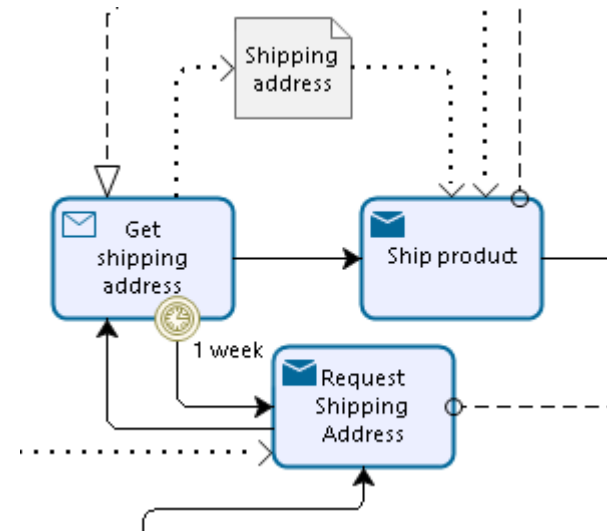 Shipping
address
Get
shipping
address
Ship product
1 week
Request
Shipping
Address